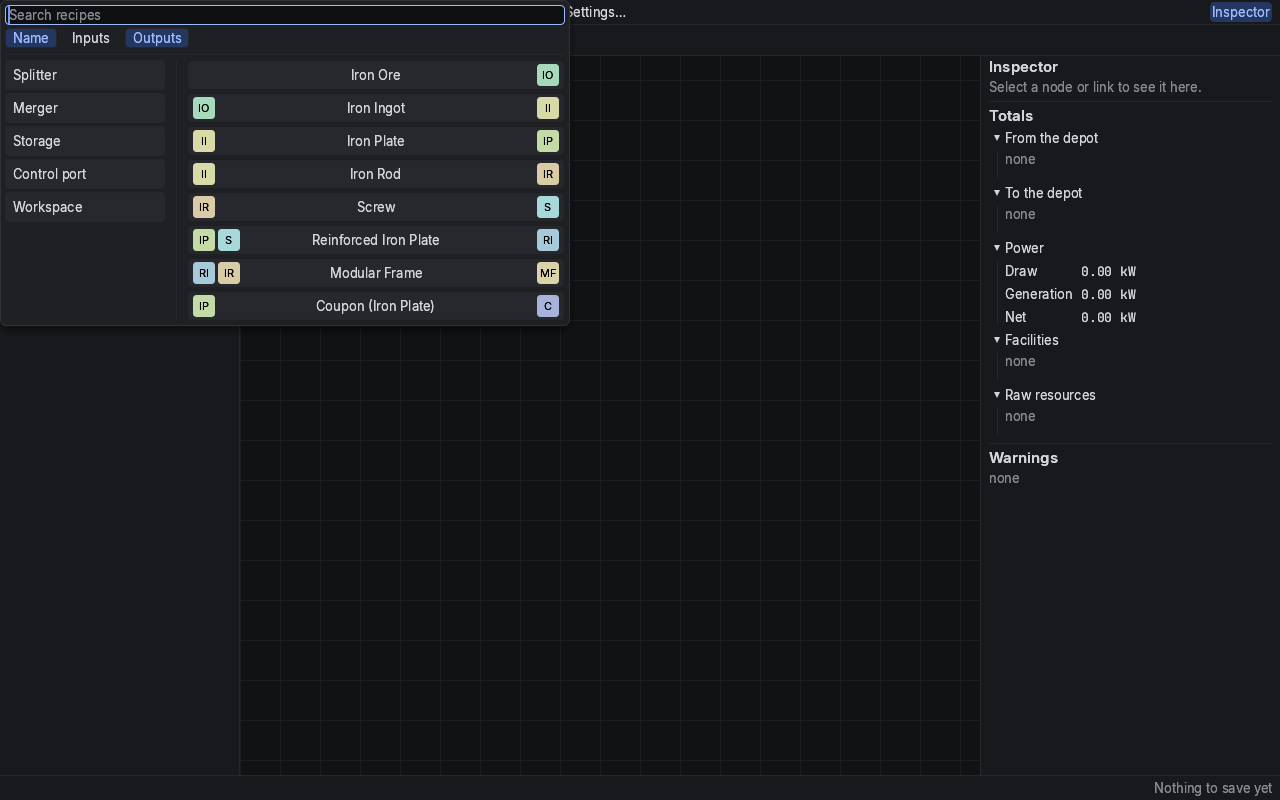 Search recipes
Settings...
Inspector
Name Inputs Outputs
Splitter
Merger
Storage
Control port
Workspace
Iron Ore IO
IO Iron Ingot II
II Iron Plate IP
II Iron Rod IR
IR Screw S
IP S Reinforced Iron Plate RI
RI IR Modular Frame MF
IP Coupon (Iron Plate) C
Inspector
Select a node or link to see it here.
Totals
▼ From the depot
none
▼ To the depot
none
▼ Power
Draw 0.00 kW
Generation 0.00 kW
Net 0.00 kW
▼ Facilities
none
▼ Raw resources
none
Warnings
none
Nothing to save yet